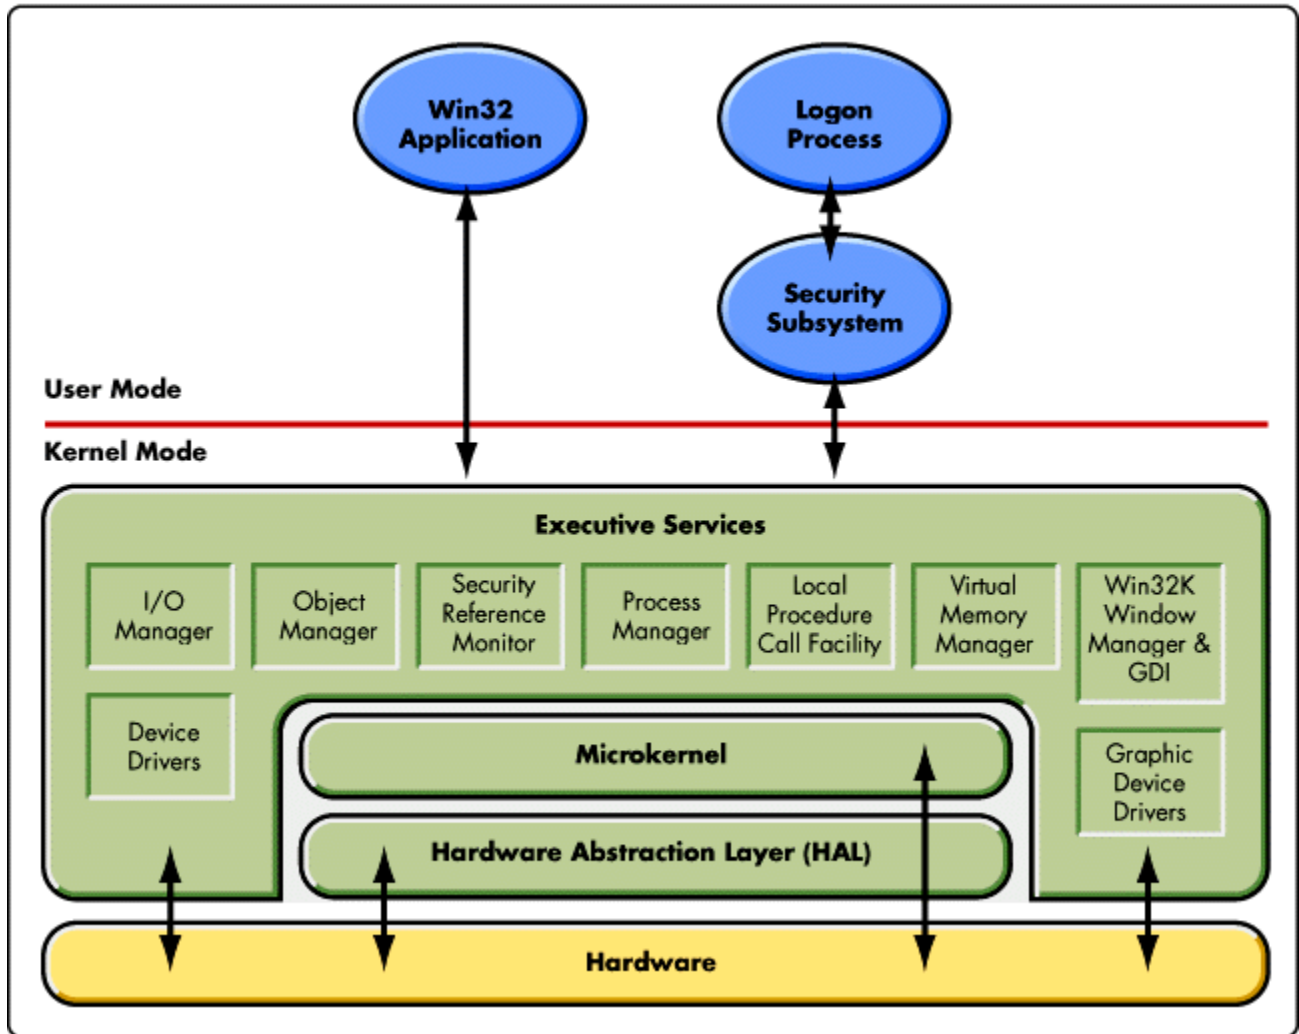 Win32
Application
Logon
Process
Security
Subsystem
User Mode
Kernel Mode
Executive Services
I/O
Manager
Object
Manager
Security
Reference
Monitor
Process
Manager
Local
Procedure
Call Facility
Virtual
Memory
Manager
Win32K
Window
Manager &
GDI
Device
Drivers
Microkernel
Graphic
Device
Drivers
Hardware Abstraction Layer (HAL)
Hardware